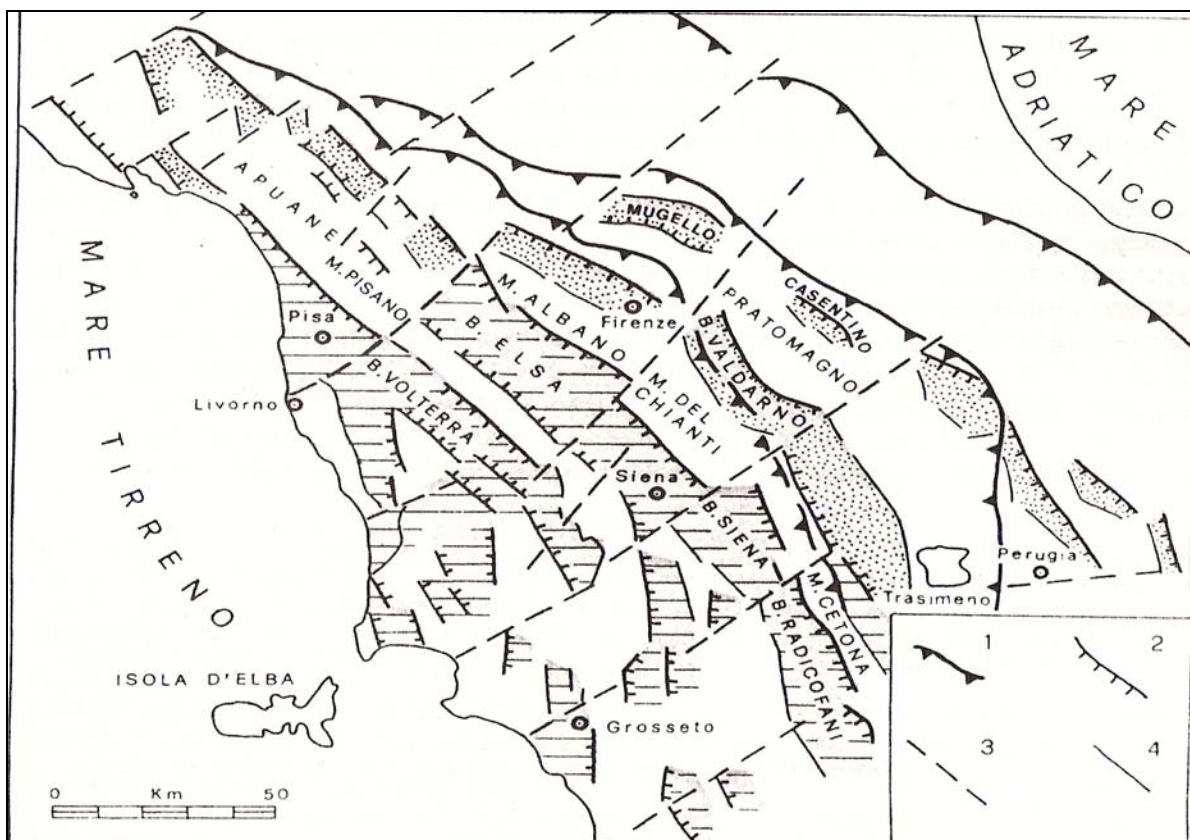 MARE
ADRIATICO
MARE TIRRENO
APUANE
M. PISANO
MUGELLO
M. ALBANO
Firenze
CASENTINO
PRATOMAGNO
B. VALDARNO
Pisa
B. ELSA
M. DEL
CHIANTI
Livorno
B. VOLTERRA
Siena
B. SIENA
Perugia
Trasimeno
M. CETONA
B. RADICOFANI
ISOLA D'ELBA
Grosseto
1
2
3
4
0 Km 50